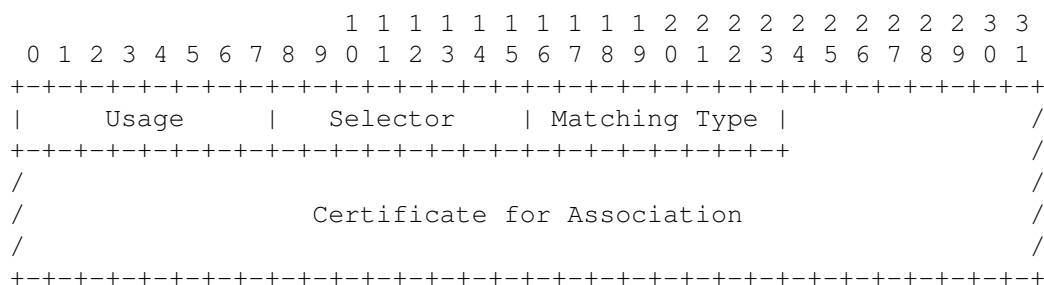 1 1 1 1 1 1 1 1 1 1 2 2 2 2 2 2 2 2 2 2 3 3
 0 1 2 3 4 5 6 7 8 9 0 1 2 3 4 5 6 7 8 9 0 1 2 3 4 5 6 7 8 9 0 1
+-+-+-+-+-+-+-+-+-+-+-+-+-+-+-+-+-+-+-+-+-+-+-+-+-+-+-+-+-+-+-+-+
|     Usage     |   Selector    | Matching Type |               /
+-+-+-+-+-+-+-+-+-+-+-+-+-+-+-+-+-+-+-+-+-+-+-+-+               /
/                                                               /
/                  Certificate for Association                  /
/                                                               /
+-+-+-+-+-+-+-+-+-+-+-+-+-+-+-+-+-+-+-+-+-+-+-+-+-+-+-+-+-+-+-+-+